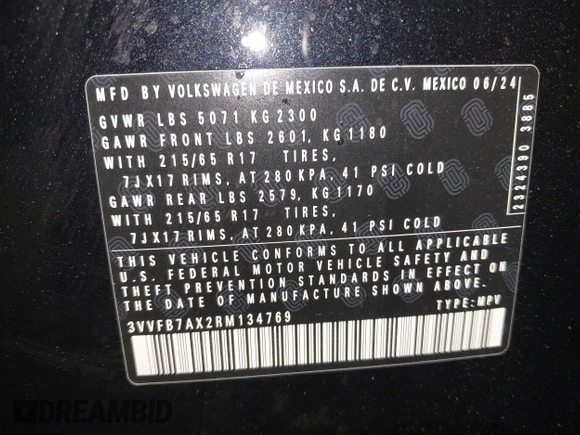 MFD BY VOLKSWAGEN DE MEXICO S.A. DE C.V. MEXICO 06/24
GVWR LBS 5071 KG 2300
GAWR FRONT LBS 2601, KG 1180
WITH 215/65 R17 TIRES,
7JX17 RIMS, AT 280 KPA, 41 PSI COLD
GAWR REAR LBS 2579, KG 1170
WITH 215/65 R17 TIRES,
7JX17 RIMS, AT 280KPA, 41 PSI COLD
THIS VEHICLE CONFORMS TO ALL APPLICABLE
U.S. FEDERAL MOTOR VEHICLE SAFETY AND
THEFT PREVENTION STANDARDS IN EFFECT ON
THE DATE OF MANUFACTURE SHOWN ABOVE.
3VVFB7AX2RM134769 TYPE: MPV
2324390 3885
DREAMBID